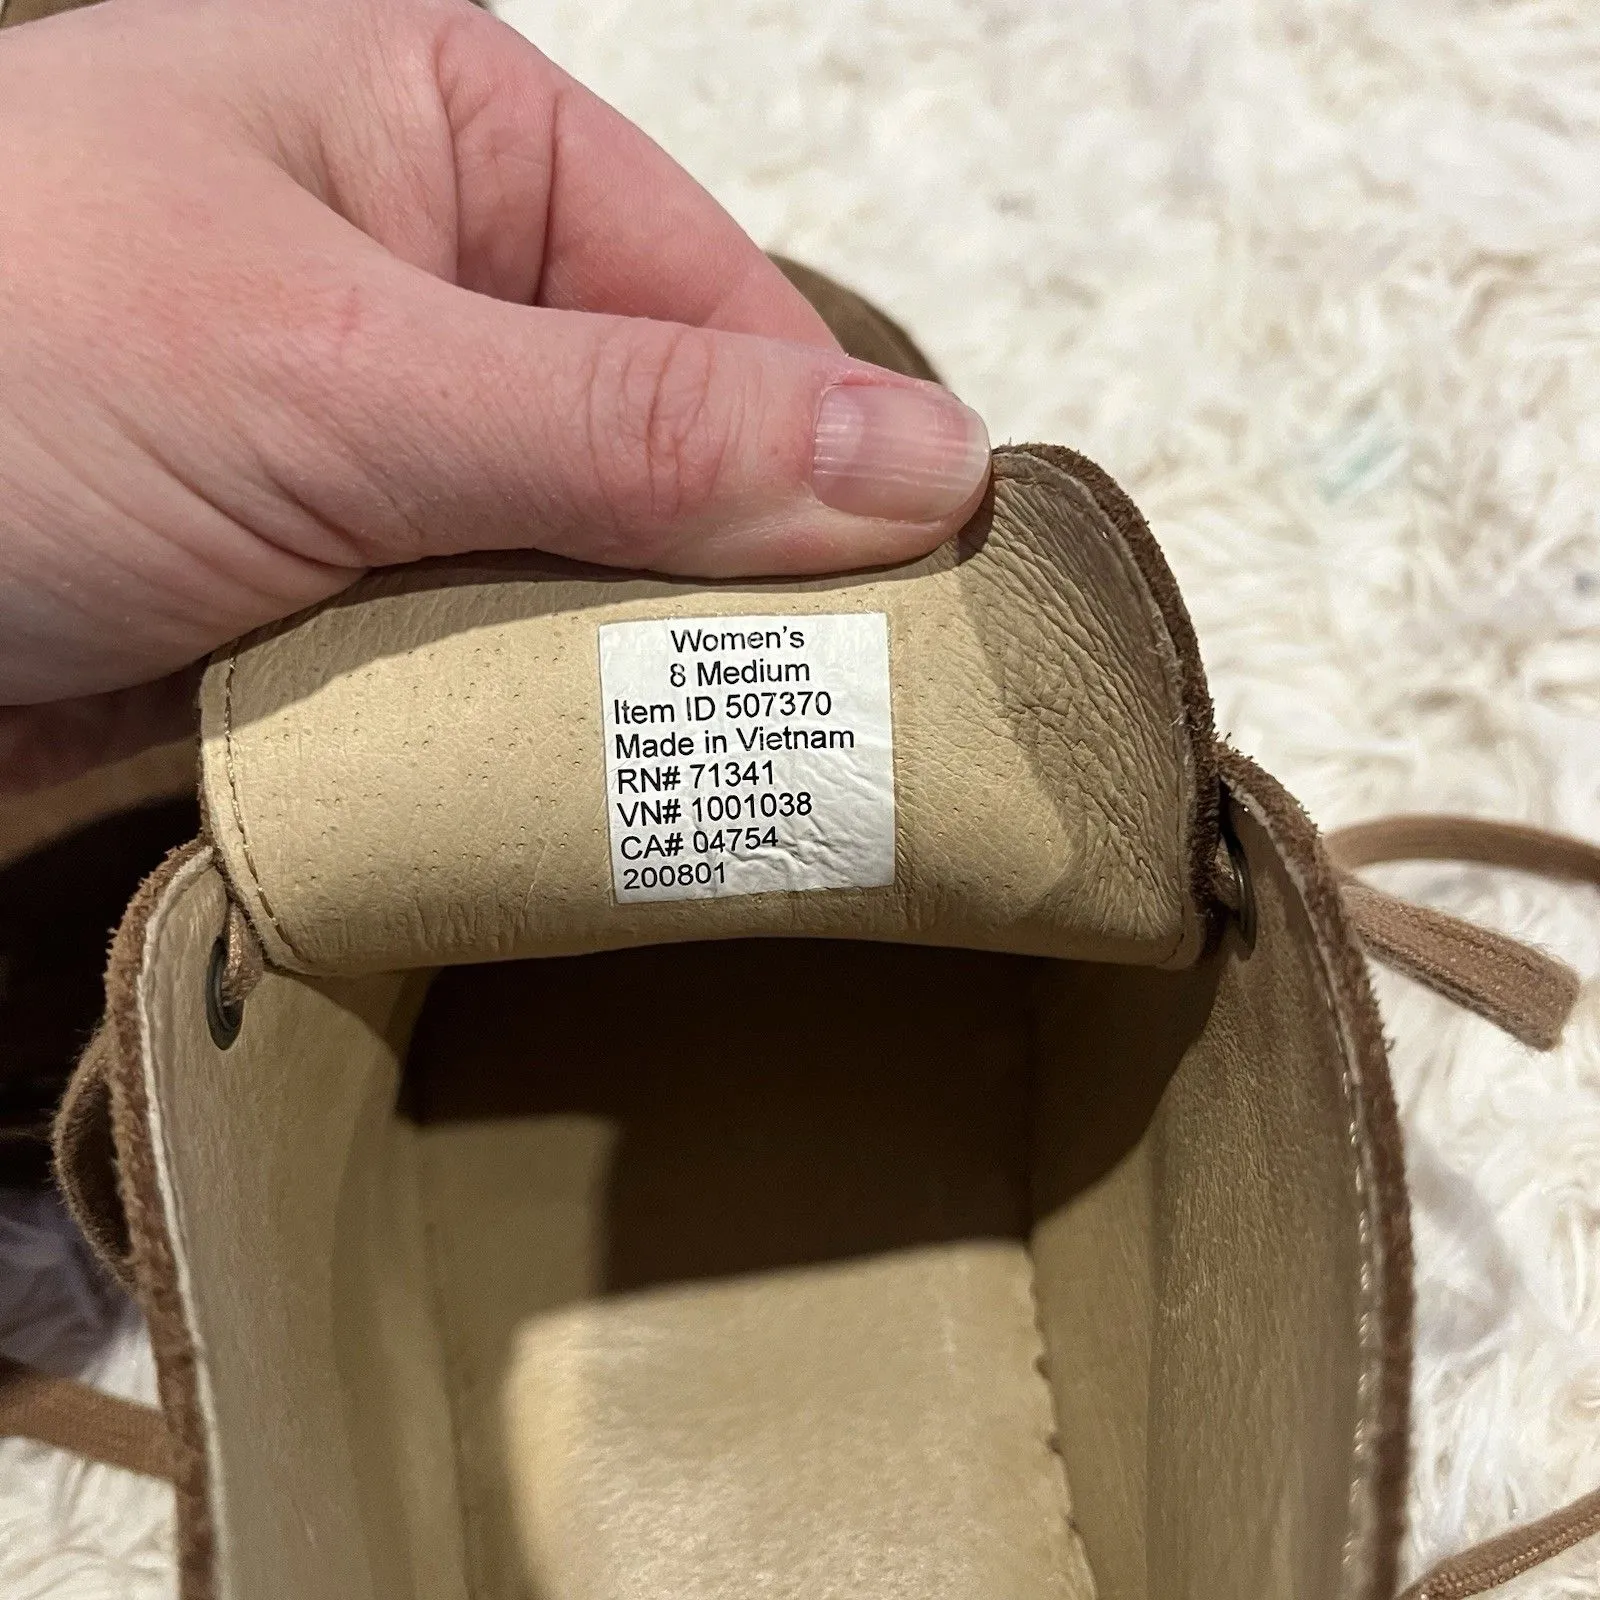 Women's
8 Medium
Item ID 507370
Made in Vietnam
RN# 71341
VN# 1001038
CA# 04754
200801